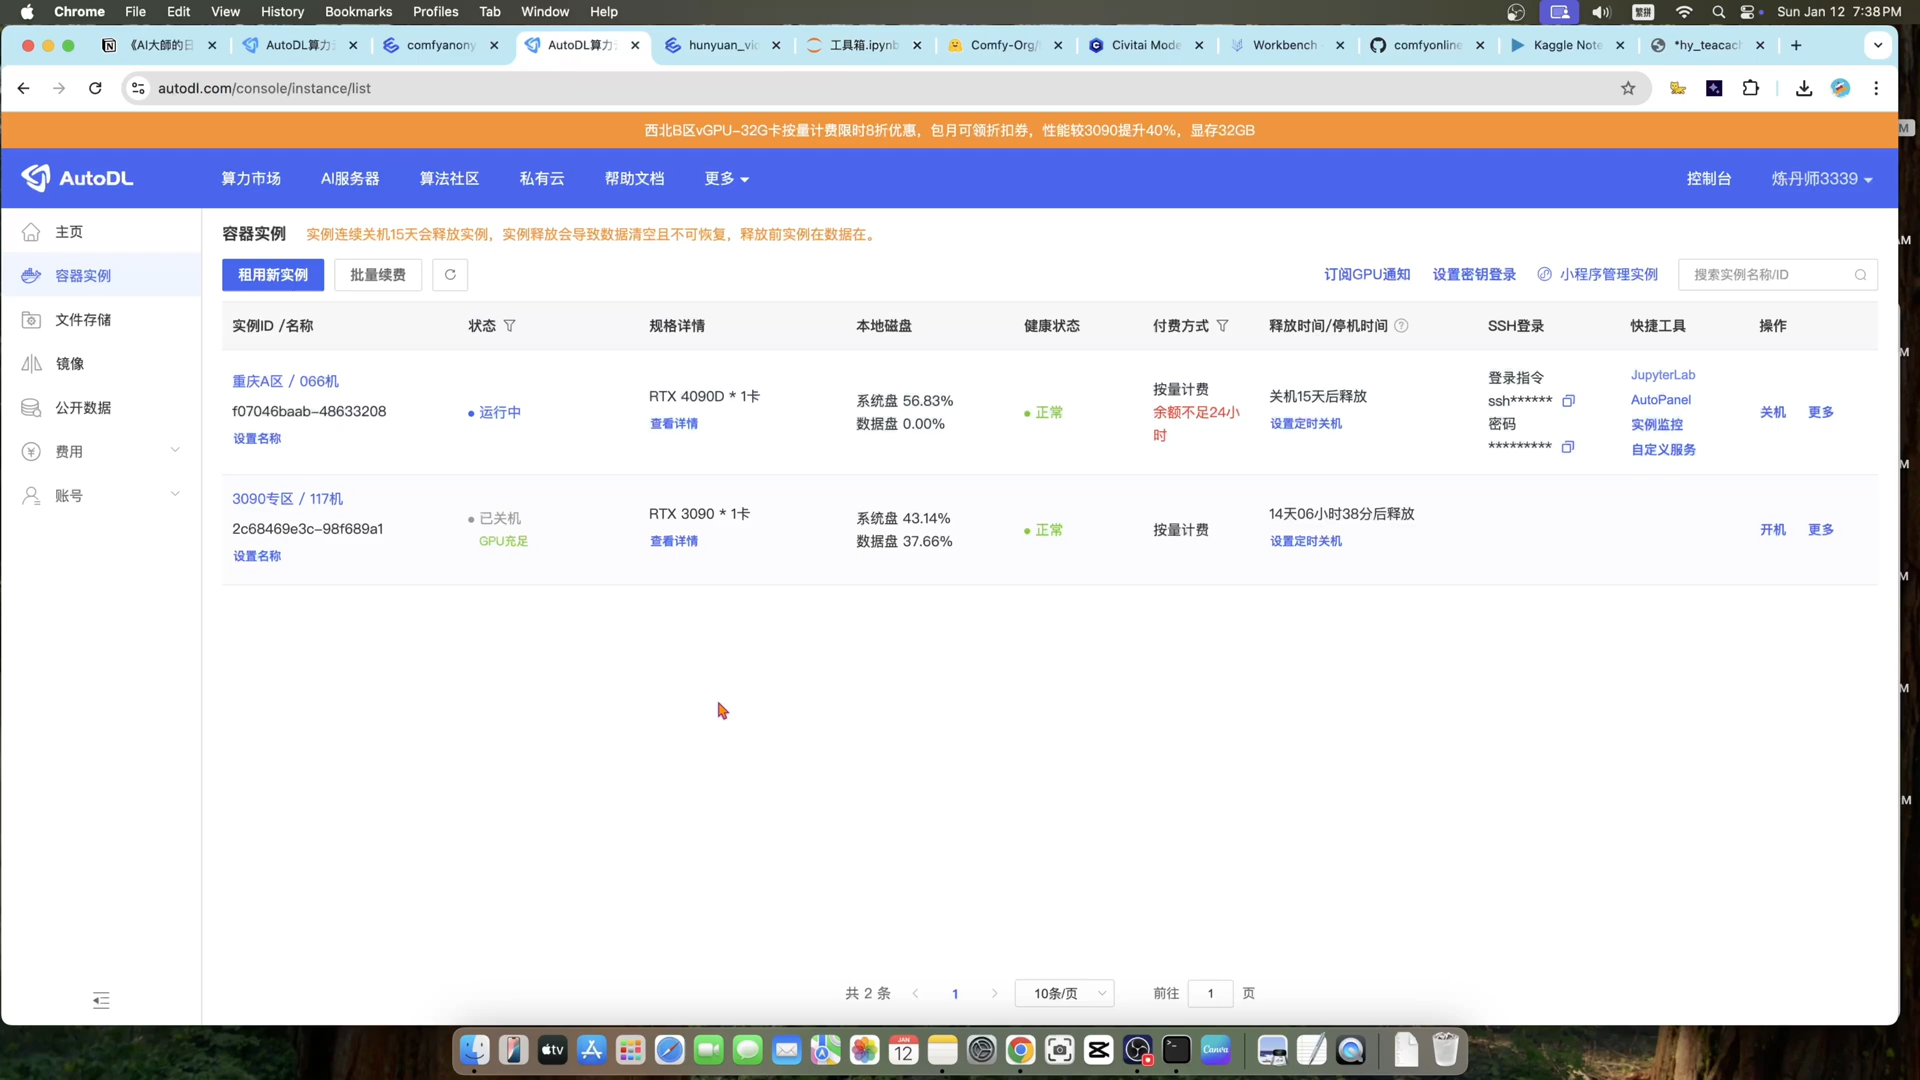 Chrome File Edit View History Bookmarks Profiles Tab Window Help
繁拼 Sun Jan 12 7:38 PM
《AI大師的日 AutoDL算力 comfyanony AutoDL算力 hunyuan_vid 工具箱.ipynb Comfy-Org/ Civitai Mode Workbench comfyonline Kaggle Note *hy_teacach
autodl.com/console/instance/list
西北B区vGPU-32G卡按量计费限时8折优惠，包月可领折扣券，性能较3090提升40%，显存32GB
AutoDL 算力市场 AI服务器 算法社区 私有云 帮助文档 更多 控制台 炼丹师3339
主页
容器实例
文件存储
镜像
公开数据
费用
账号
容器实例 实例连续关机15天会释放实例，实例释放会导致数据清空且不可恢复，释放前实例在数据在。
租用新实例 批量续费 订阅GPU通知 设置密钥登录 小程序管理实例 搜索实例名称/ID
实例ID /名称 状态 规格详情 本地磁盘 健康状态 付费方式 释放时间/停机时间 SSH登录 快捷工具 操作
重庆A区 / 066机
f07046baab-48633208
设置名称
运行中
RTX 4090D * 1卡
查看详情
系统盘 56.83%
数据盘 0.00%
正常
按量计费
余额不足24小
时
关机15天后释放
设置定时关机
登录指令
ssh******
密码
*********
JupyterLab
AutoPanel
实例监控
自定义服务
关机 更多
3090专区 / 117机
2c68469e3c-98f689a1
设置名称
已关机
GPU充足
RTX 3090 * 1卡
查看详情
系统盘 43.14%
数据盘 37.66%
正常
按量计费
14天06小时38分后释放
设置定时关机
开机 更多
共 2 条 1 10条/页 前往 1 页
tv
JAN
12
Canva